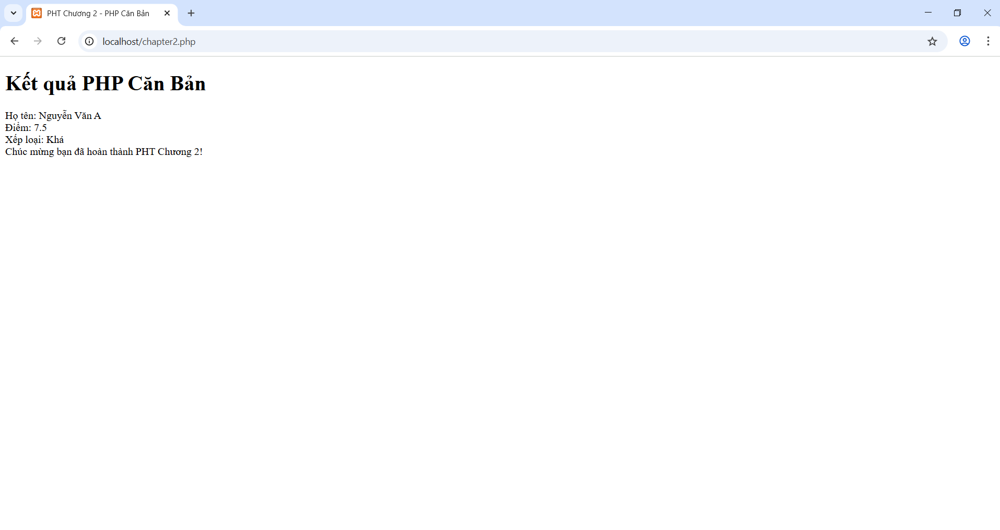 PHT Chương 2 - PHP Căn Bản
localhost/chapter2.php
Kết quả PHP Căn Bản
Họ tên: Nguyễn Văn A
Điểm: 7.5
Xếp loại: Khá
Chúc mừng bạn đã hoàn thành PHT Chương 2!